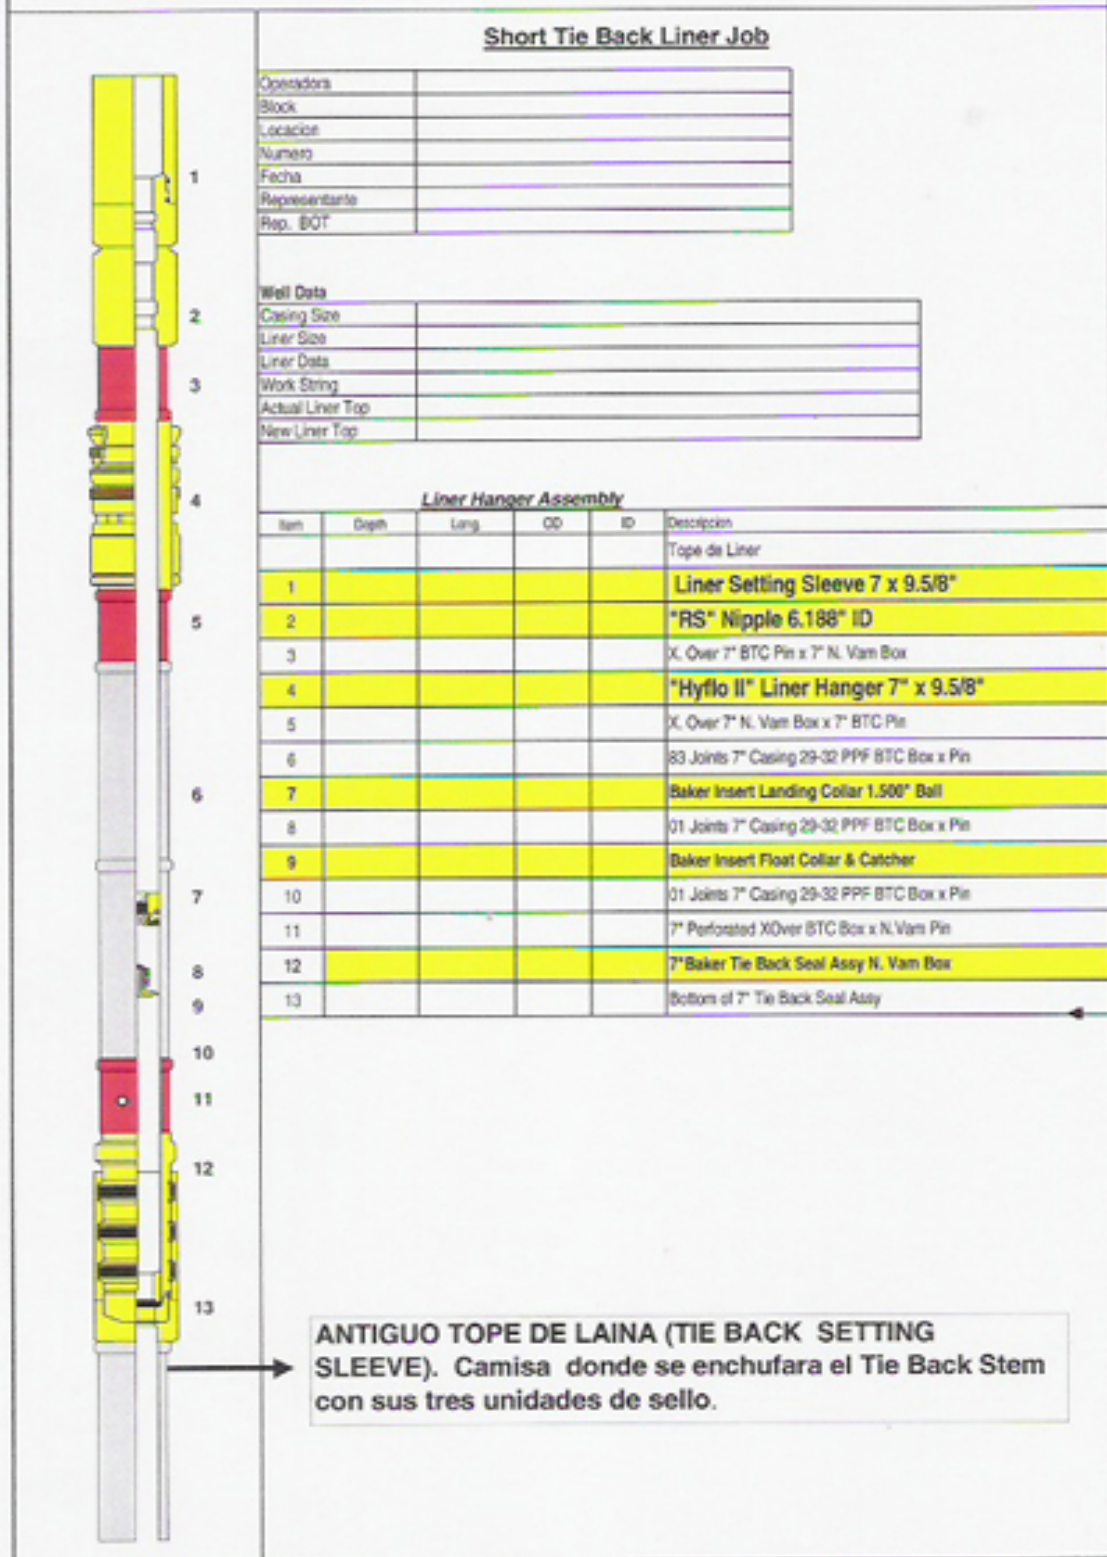 Short Tie Back Liner Job
Operadora
Block
Locacion
Numero
Fecha
Representante
Rep. BOT
Well Data
Casing Size
Liner Size
Liner Data
Work String
Actual Liner Top
New Liner Top
Liner Hanger Assembly
Item Depth Long. OD ID Descripcion
Tope de Liner
1 Liner Setting Sleeve 7 x 9.5/8"
2 "RS" Nipple 6.188" ID
3 X. Over 7" BTC Pin x 7" N. Vam Box
4 "Hyflo II" Liner Hanger 7" x 9.5/8"
5 X. Over 7" N. Vam Box x 7" BTC Pin
6 83 Joints 7" Casing 29-32 PPF BTC Box x Pin
7 Baker Insert Landing Collar 1.500" Ball
8 01 Joints 7" Casing 29-32 PPF BTC Box x Pin
9 Baker Insert Float Collar & Catcher
10 01 Joints 7" Casing 29-32 PPF BTC Box x Pin
11 7" Perforated XOver BTC Box x N.Vam Pin
12 7"Baker Tie Back Seal Assy N. Vam Box
13 Bottom of 7" Tie Back Seal Assy
1
2
3
4
5
6
7
8
9
10
11
12
13
ANTIGUO TOPE DE LAINA (TIE BACK SETTING
SLEEVE). Camisa donde se enchufara el Tie Back Stem
con sus tres unidades de sello.